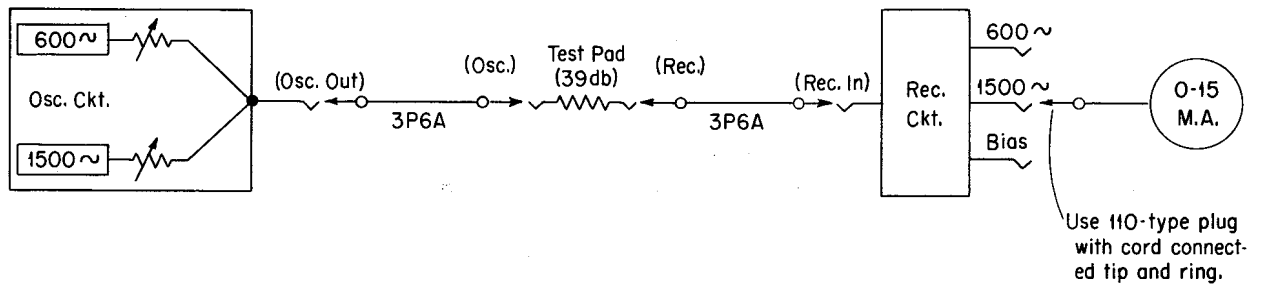 600~
Osc. Ckt.
1500~
(Osc. Out)
3P6A
(Osc.)
Test Pad
(39db)
(Rec.)
3P6A
(Rec. In)
Rec.
Ckt.
600~
1500~
Bias
0-15
M.A.
Use 110-type plug
with cord connect-
ed tip and ring.